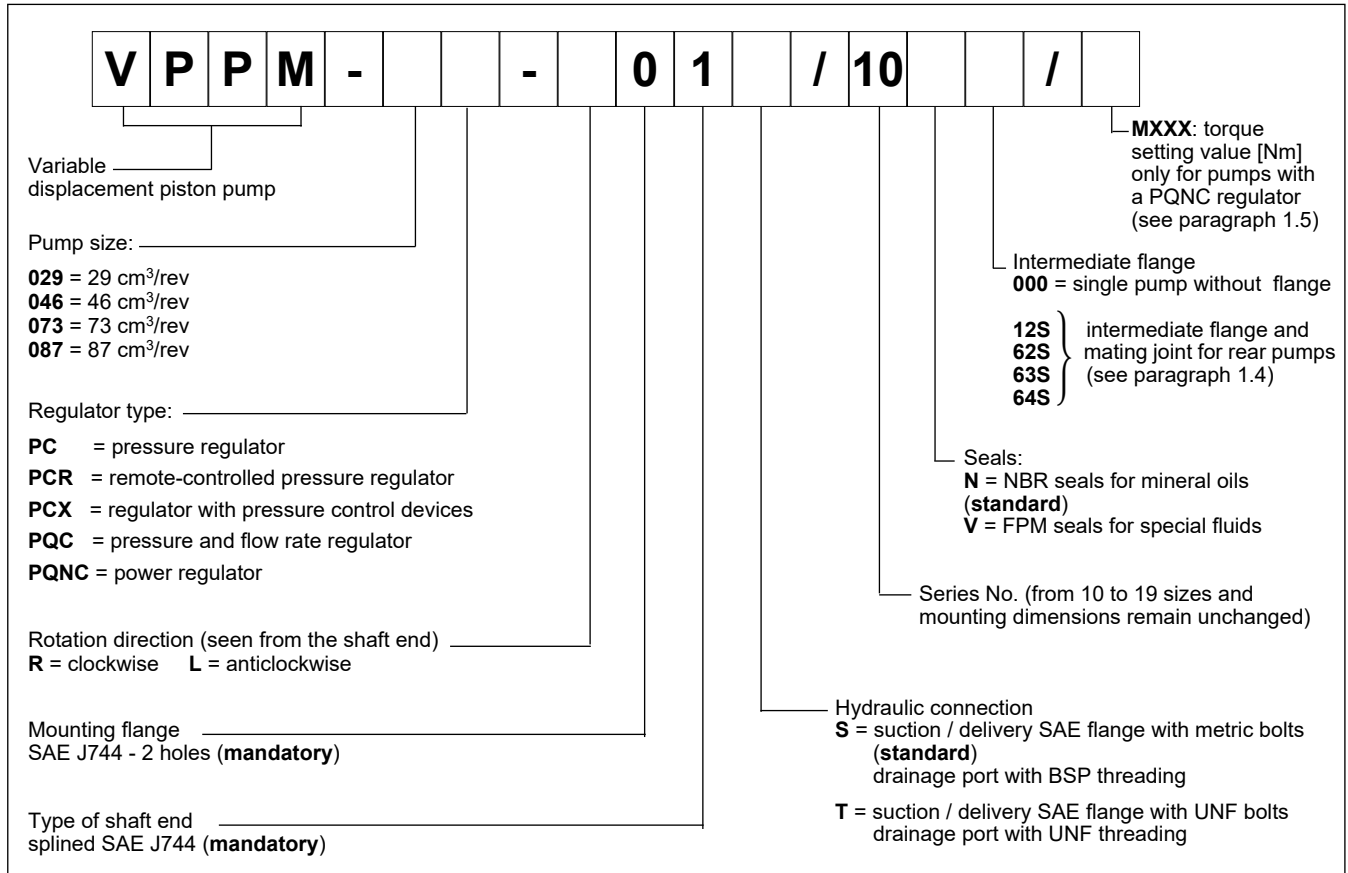 V P P M - - 0 1 / 10 /
Variable
displacement piston pump
Pump size:
029 = 29 cm³/rev
046 = 46 cm³/rev
073 = 73 cm³/rev
087 = 87 cm³/rev
Regulator type:
PC = pressure regulator
PCR = remote-controlled pressure regulator
PCX = regulator with pressure control devices
PQC = pressure and flow rate regulator
PQNC = power regulator
Rotation direction (seen from the shaft end)
R = clockwise L = anticlockwise
Mounting flange
SAE J744 - 2 holes (mandatory)
Type of shaft end
splined SAE J744 (mandatory)
MXXX: torque
setting value [Nm]
only for pumps with
a PQNC regulator
(see paragraph 1.5)
Intermediate flange
000 = single pump without flange
12S
62S
63S
64S
intermediate flange and
mating joint for rear pumps
(see paragraph 1.4)
Seals:
N = NBR seals for mineral oils
(standard)
V = FPM seals for special fluids
Series No. (from 10 to 19 sizes and
mounting dimensions remain unchanged)
Hydraulic connection
S = suction / delivery SAE flange with metric bolts
(standard)
drainage port with BSP threading
T = suction / delivery SAE flange with UNF bolts
drainage port with UNF threading